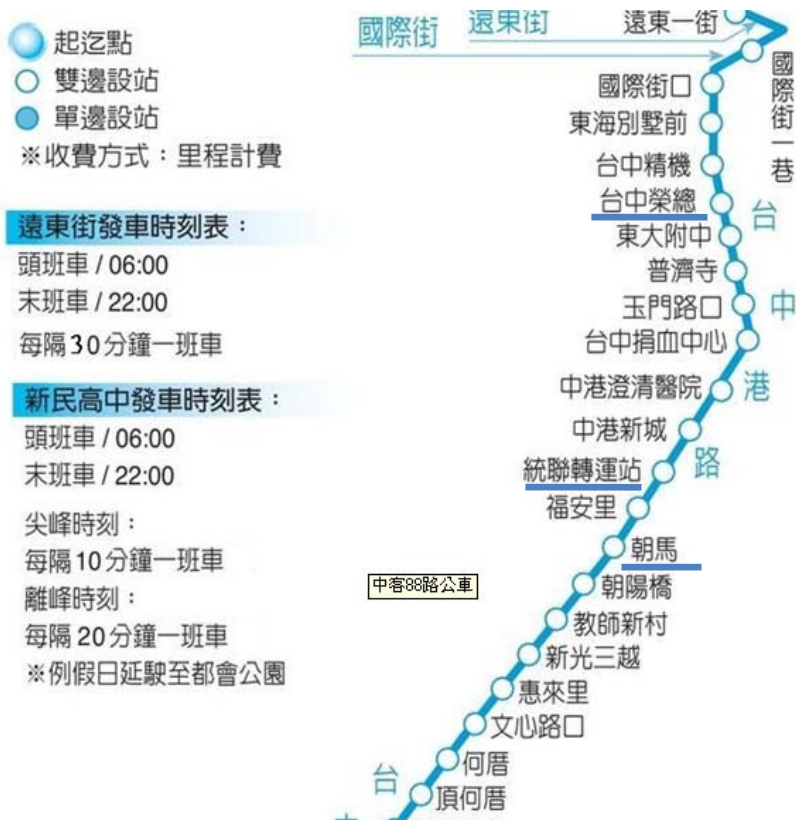 起迄點
雙邊設站
單邊設站
※收費方式：里程計費
遠東街發車時刻表：
頭班車 / 06:00
末班車 / 22:00
每隔30分鐘一班車
新民高中發車時刻表：
頭班車 / 06:00
末班車 / 22:00
尖峰時刻：
每隔10分鐘一班車
離峰時刻：
每隔20分鐘一班車
※例假日延駛至都會公園
中客88路公車
國際街
遠東街
遠東一街
國際街一巷
國際街口
東海別墅前
台中精機
台中榮總
東大附中
普濟寺
玉門路口
台中捐血中心
中港澄清醫院
中港新城
統聯轉運站
福安里
朝馬
朝陽橋
教師新村
新光三越
惠來里
文心路口
何厝
頂何厝
台中港路
台